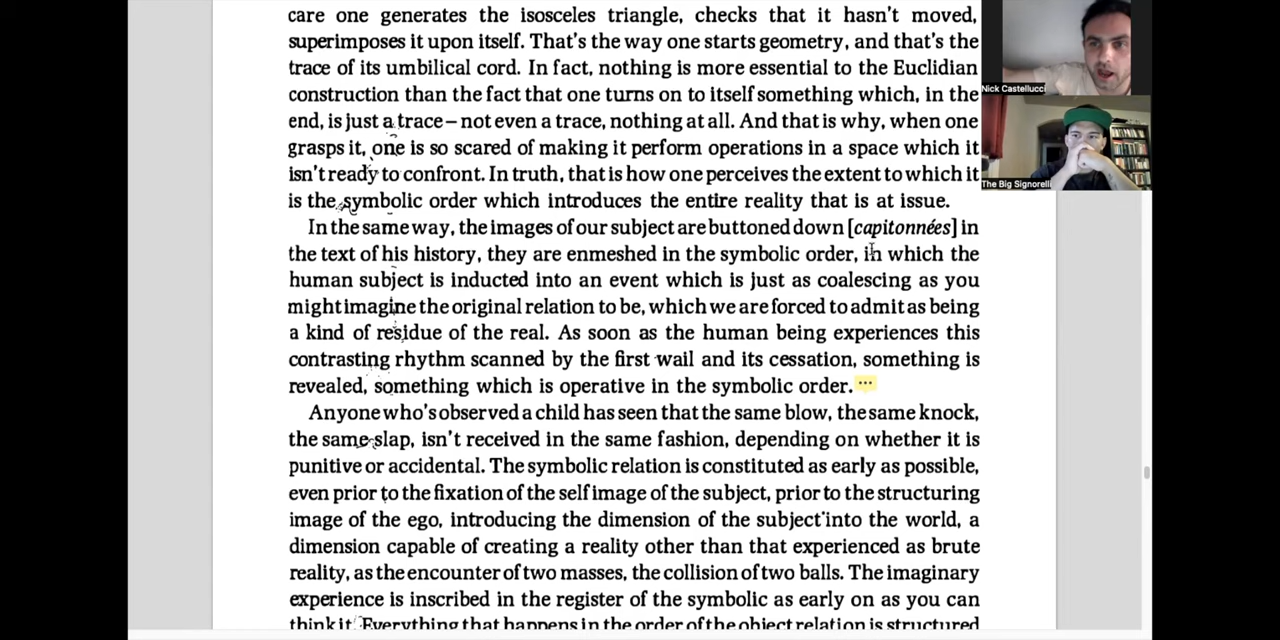 care one generates the isosceles triangle, checks that it hasn't moved,
superimposes it upon itself. That's the way one starts geometry, and that's the
trace of its umbilical cord. In fact, nothing is more essential to the Euclidian
construction than the fact that one turns on to itself something which, in the
end, is just a trace – not even a trace, nothing at all. And that is why, when one
grasps it, one is so scared of making it perform operations in a space which it
isn't ready to confront. In truth, that is how one perceives the extent to which it
is the symbolic order which introduces the entire reality that is at issue.
In the same way, the images of our subject are buttoned down [capitonnées] in
the text of his history, they are enmeshed in the symbolic order, in which the
human subject is inducted into an event which is just as coalescing as you
might imagine the original relation to be, which we are forced to admit as being
a kind of residue of the real. As soon as the human being experiences this
contrasting rhythm scanned by the first wail and its cessation, something is
revealed, something which is operative in the symbolic order.
Anyone who's observed a child has seen that the same blow, the same knock,
the same slap, isn't received in the same fashion, depending on whether it is
punitive or accidental. The symbolic relation is constituted as early as possible,
even prior to the fixation of the self image of the subject, prior to the structuring
image of the ego, introducing the dimension of the subject into the world, a
dimension capable of creating a reality other than that experienced as brute
reality, as the encounter of two masses, the collision of two balls. The imaginary
experience is inscribed in the register of the symbolic as early on as you can
think it. Everything that happens in the order of the object relation is structured
Nick Castellucci
The Big Signorelli